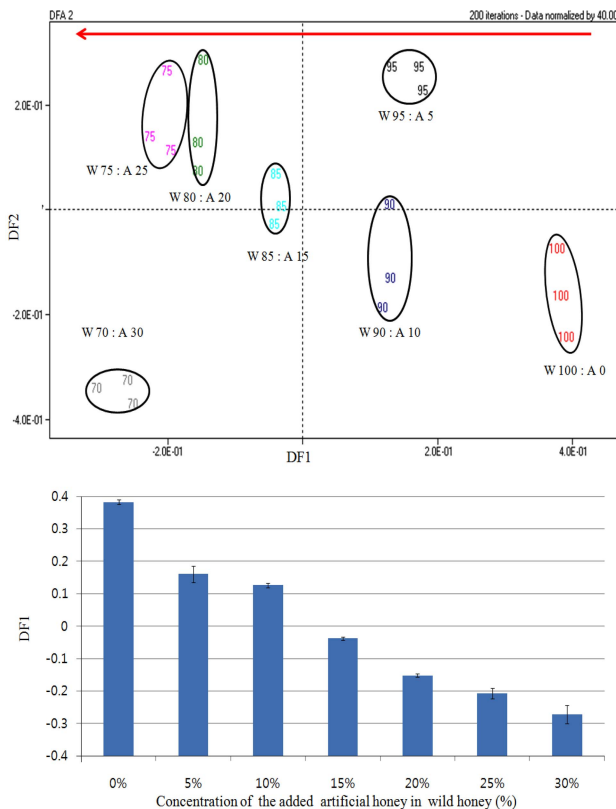 DFA 2
200 iterations - Data normalized by 40.00
2.0E-01
-2.0E-01
-4.0E-01
DF2
75
75
75
W 75 : A 25
80
80
80
W 80 : A 20
85
85
85
W 85 : A 15
95
95
95
W 95 : A 5
90
90
90
W 90 : A 10
100
100
100
W 100 : A 0
W 70 : A 30
70
70
70
-2.0E-01
DF1
2.0E-01
4.0E-01
0.4
0.3
0.2
0.1
0
-0.1
-0.2
-0.3
-0.4
DF1
0% 5% 10% 15% 20% 25% 30%
Concentration of the added artificial honey in wild honey (%)